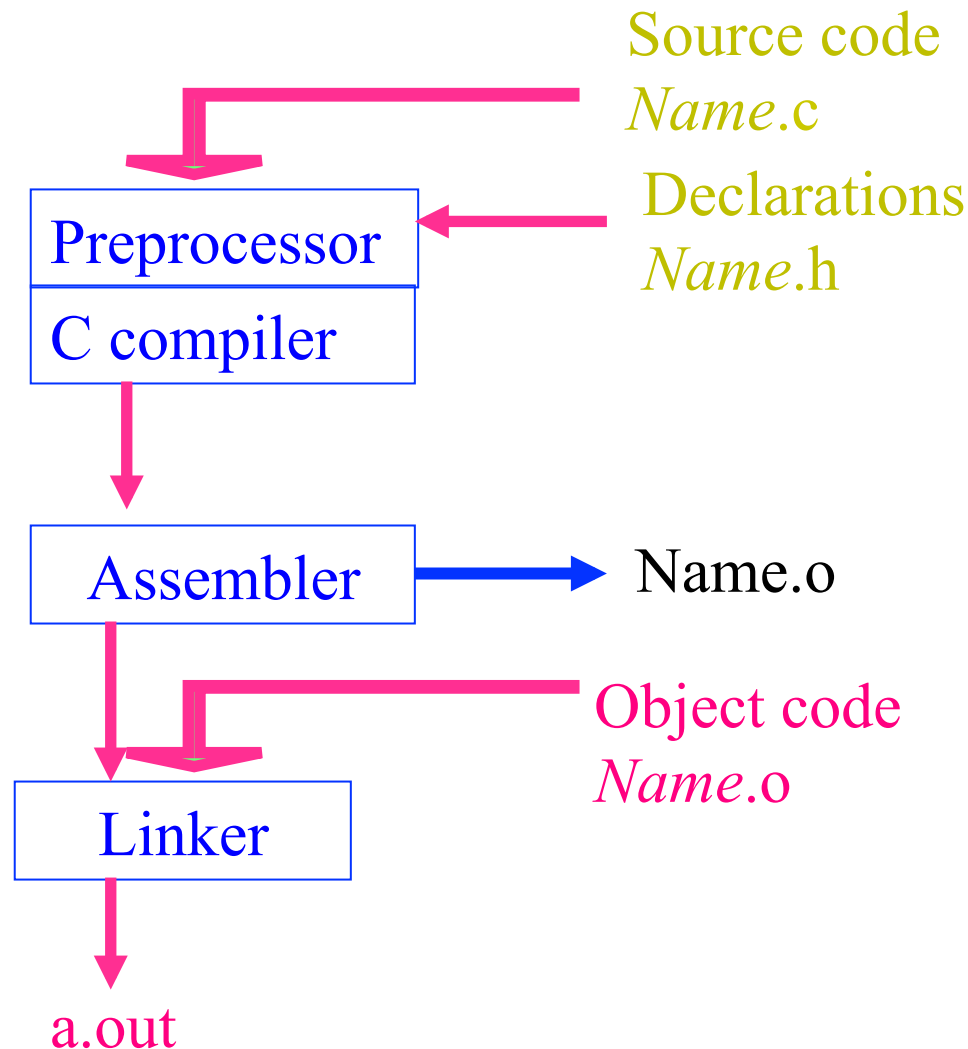 Source code
Name.c
Declarations
Name.h
Preprocessor
C compiler
Assembler
Name.o
Object code
Name.o
Linker
a.out